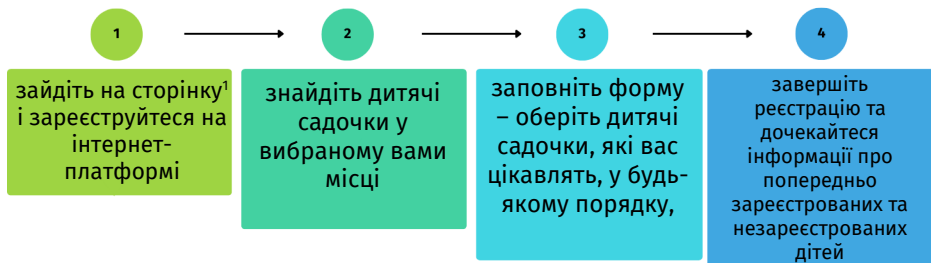 1
2
3
4
зайдіть на сторінку¹
і зареєструйтеся на
інтернет-
платформі
знайдіть дитячі
садочки у
вибраному вами
місці
заповніть форму
– оберіть дитячі
садочки, які вас
цікавлять, у будь-
якому порядку,
завершіть
реєстрацію та
дочекайтеся
інформації про
попередньо
зареєстрованих та
незареєстрованих
дітей